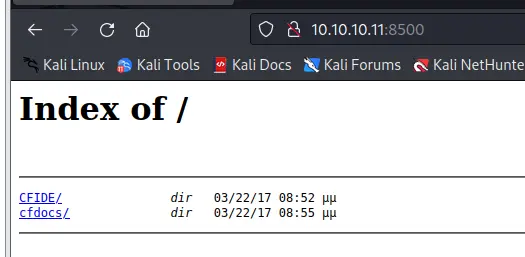 10.10.10.11:8500
Kali Linux Kali Tools Kali Docs Kali Forums Kali NetHunte
Index of /
CFIDE/ dir 03/22/17 08:52 μμ
cfdocs/ dir 03/22/17 08:55 μμ